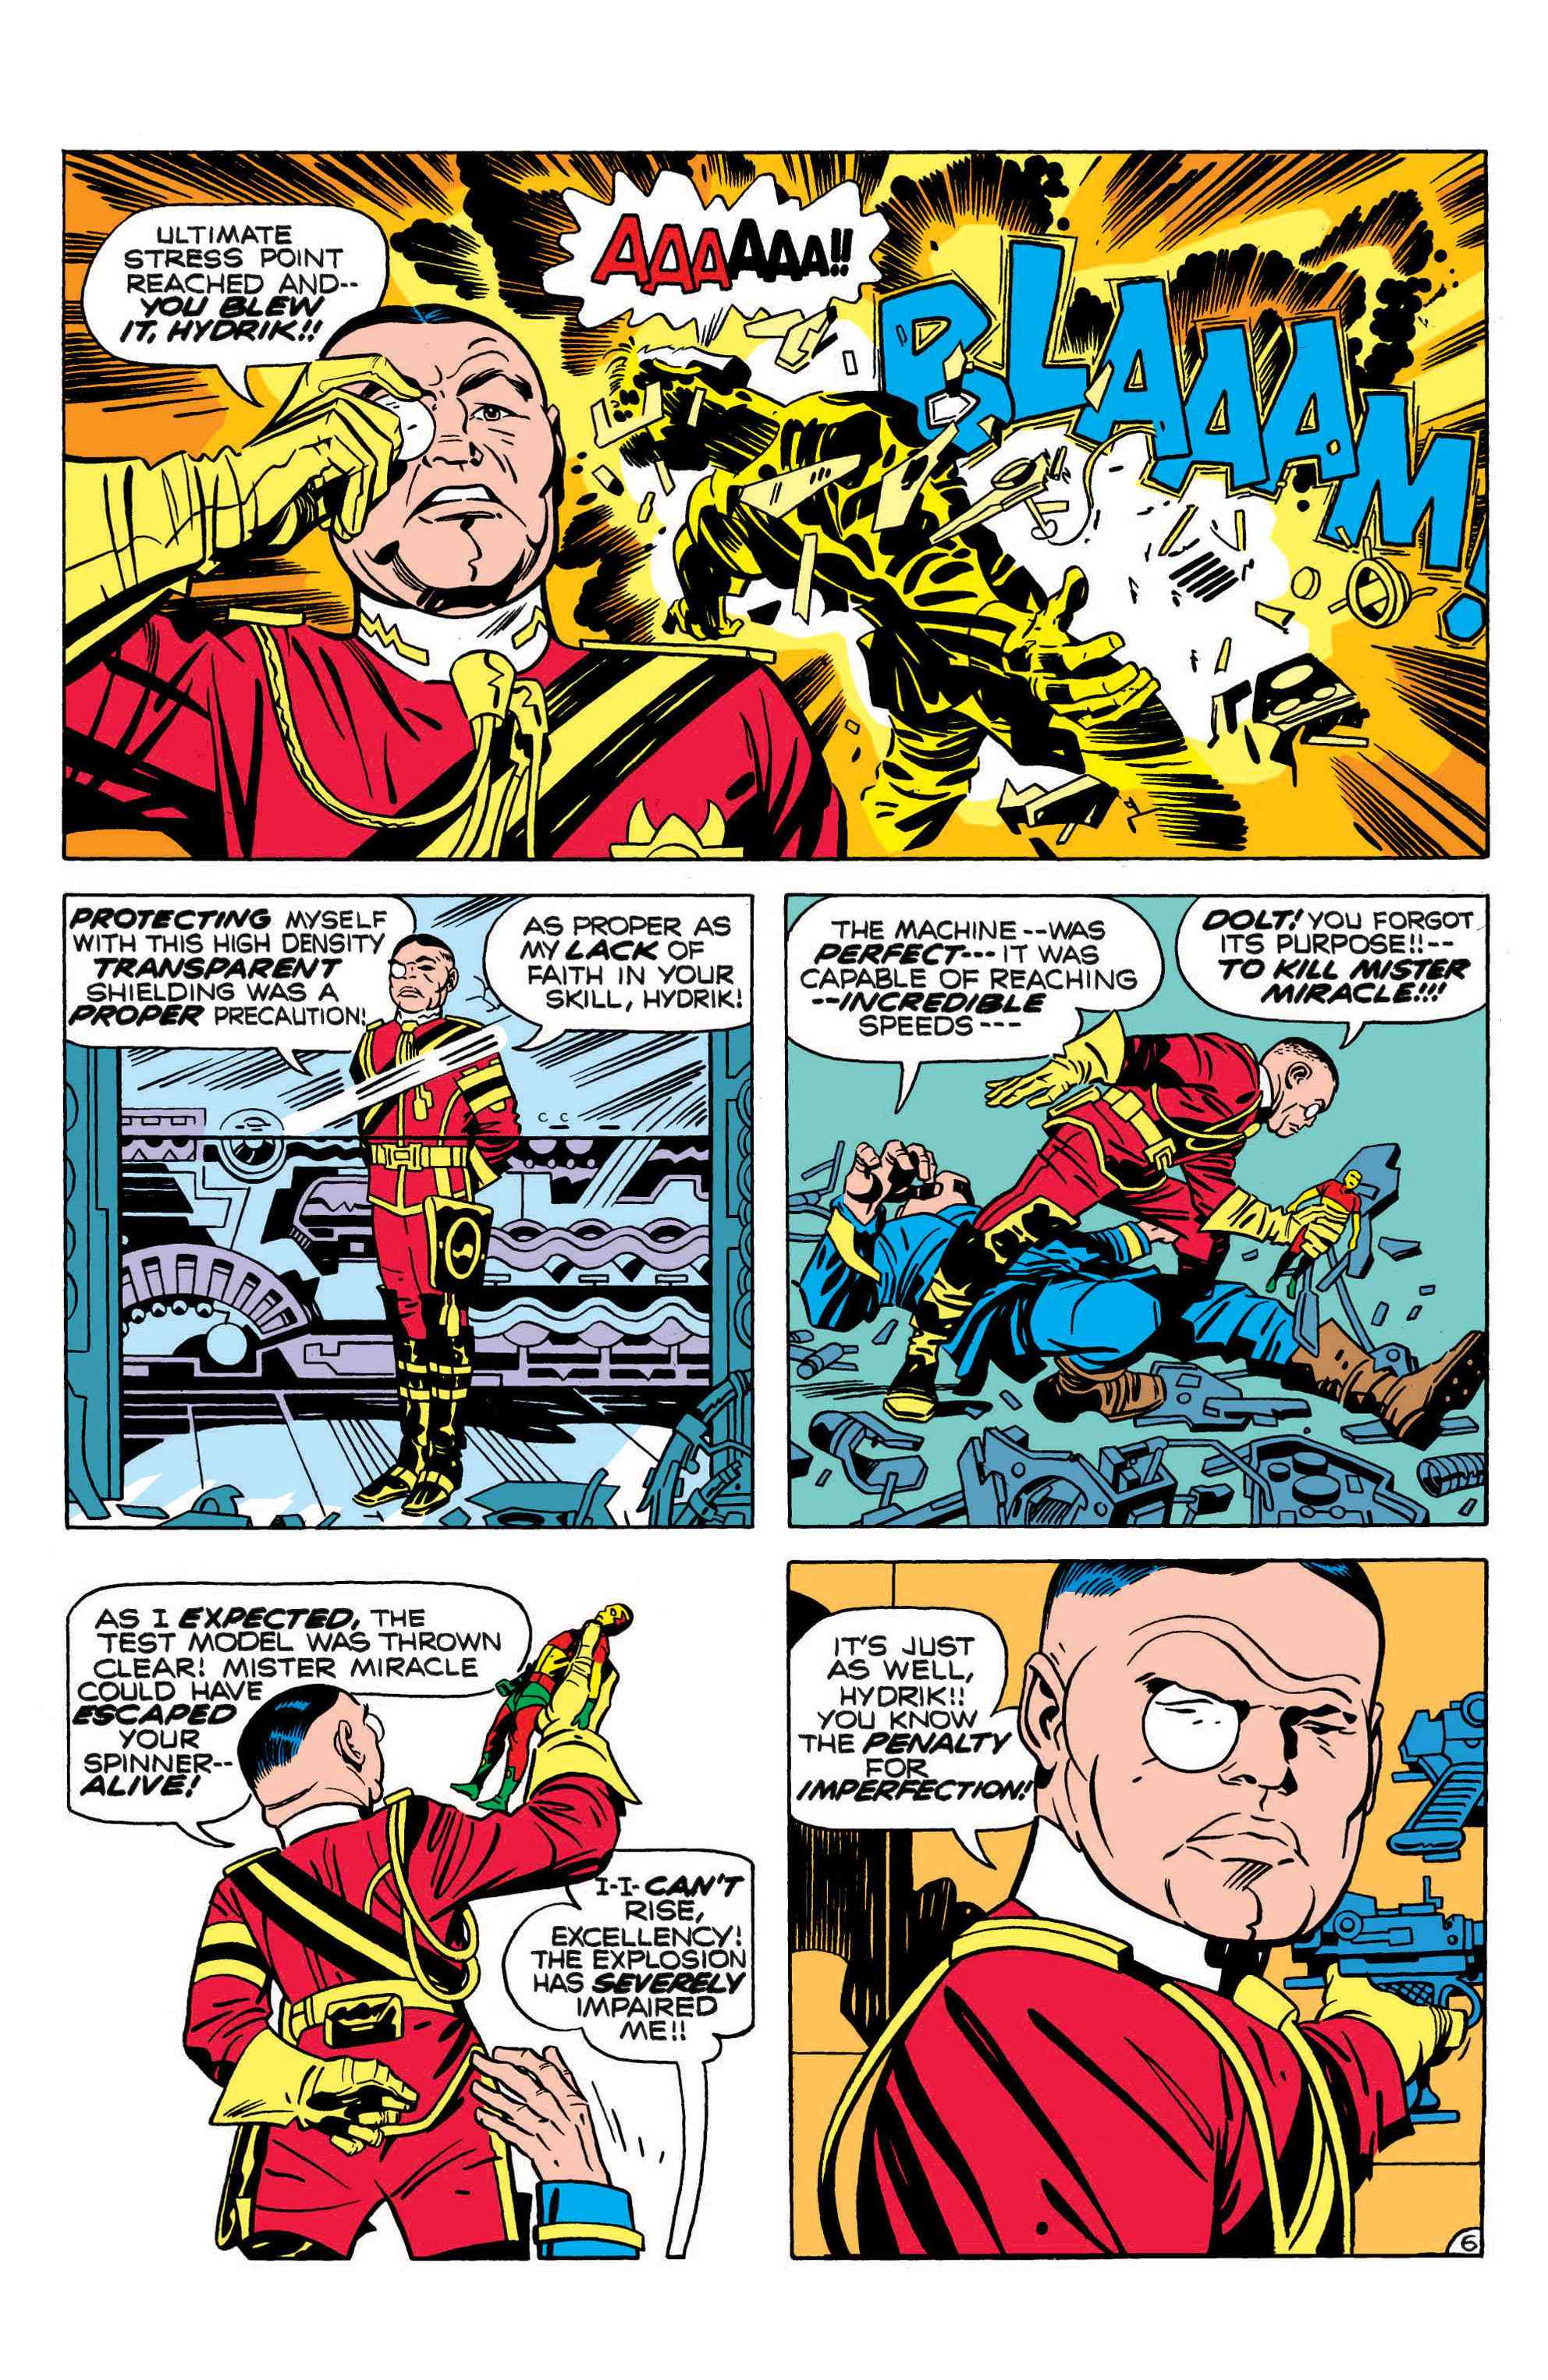 ULTIMATE
STRESS POINT
REACHED AND--
YOU BLEW
IT, HYDRIK!!
AAAAAA!!
BLAAAAM!
PROTECTING MYSELF
WITH THIS HIGH DENSITY
TRANSPARENT
SHIELDING WAS A
PROPER PRECAUTION!
AS PROPER AS
MY LACK OF
FAITH IN YOUR
SKILL, HYDRIK!
THE MACHINE--WAS
PERFECT--- IT WAS
CAPABLE OF REACHING
--INCREDIBLE
SPEEDS---
DOLT! YOU FORGOT
ITS PURPOSE!!--
TO KILL MISTER
MIRACLE!!!
AS I EXPECTED, THE
TEST MODEL WAS THROWN
CLEAR! MISTER MIRACLE
COULD HAVE
ESCAPED
YOUR
SPINNER--
ALIVE!
I-I-CAN'T
RISE,
EXCELLENCY!
THE EXPLOSION
HAS SEVERELY
IMPAIRED
ME!!
IT'S JUST
AS WELL,
HYDRIK!!
YOU KNOW
THE PENALTY
FOR
IMPERFECTION!
6